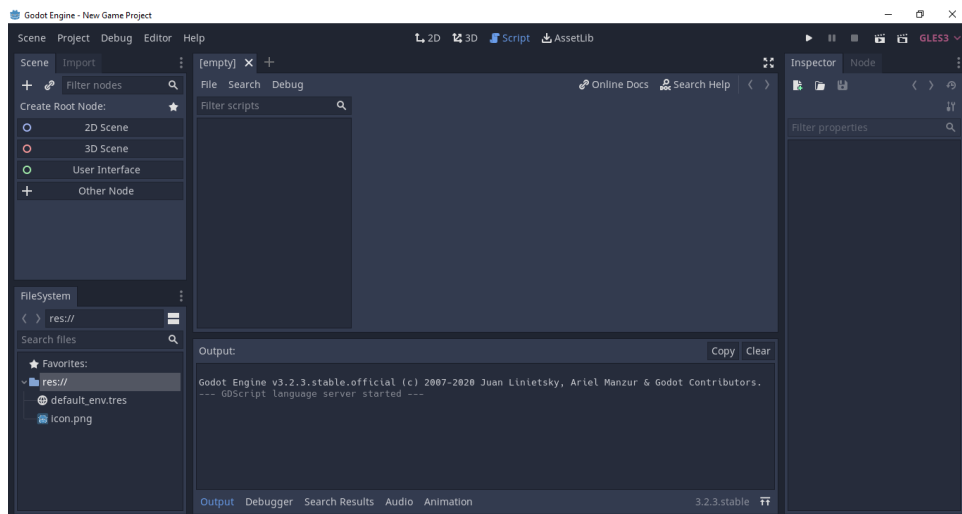 Godot Engine - New Game Project
Scene Project Debug Editor Help
2D 3D Script AssetLib
GLES3
Scene Import
Filter nodes
Create Root Node:
2D Scene
3D Scene
User Interface
Other Node
FileSystem
res://
Search files
Favorites:
res://
default_env.tres
icon.png
[empty]
File Search Debug
Online Docs Search Help
Filter scripts
Output:
Copy Clear
Godot Engine v3.2.3.stable.official (c) 2007-2020 Juan Linietsky, Ariel Manzur & Godot Contributors.
--- GDScript language server started ---
Output Debugger Search Results Audio Animation
3.2.3.stable
Inspector Node
Filter properties